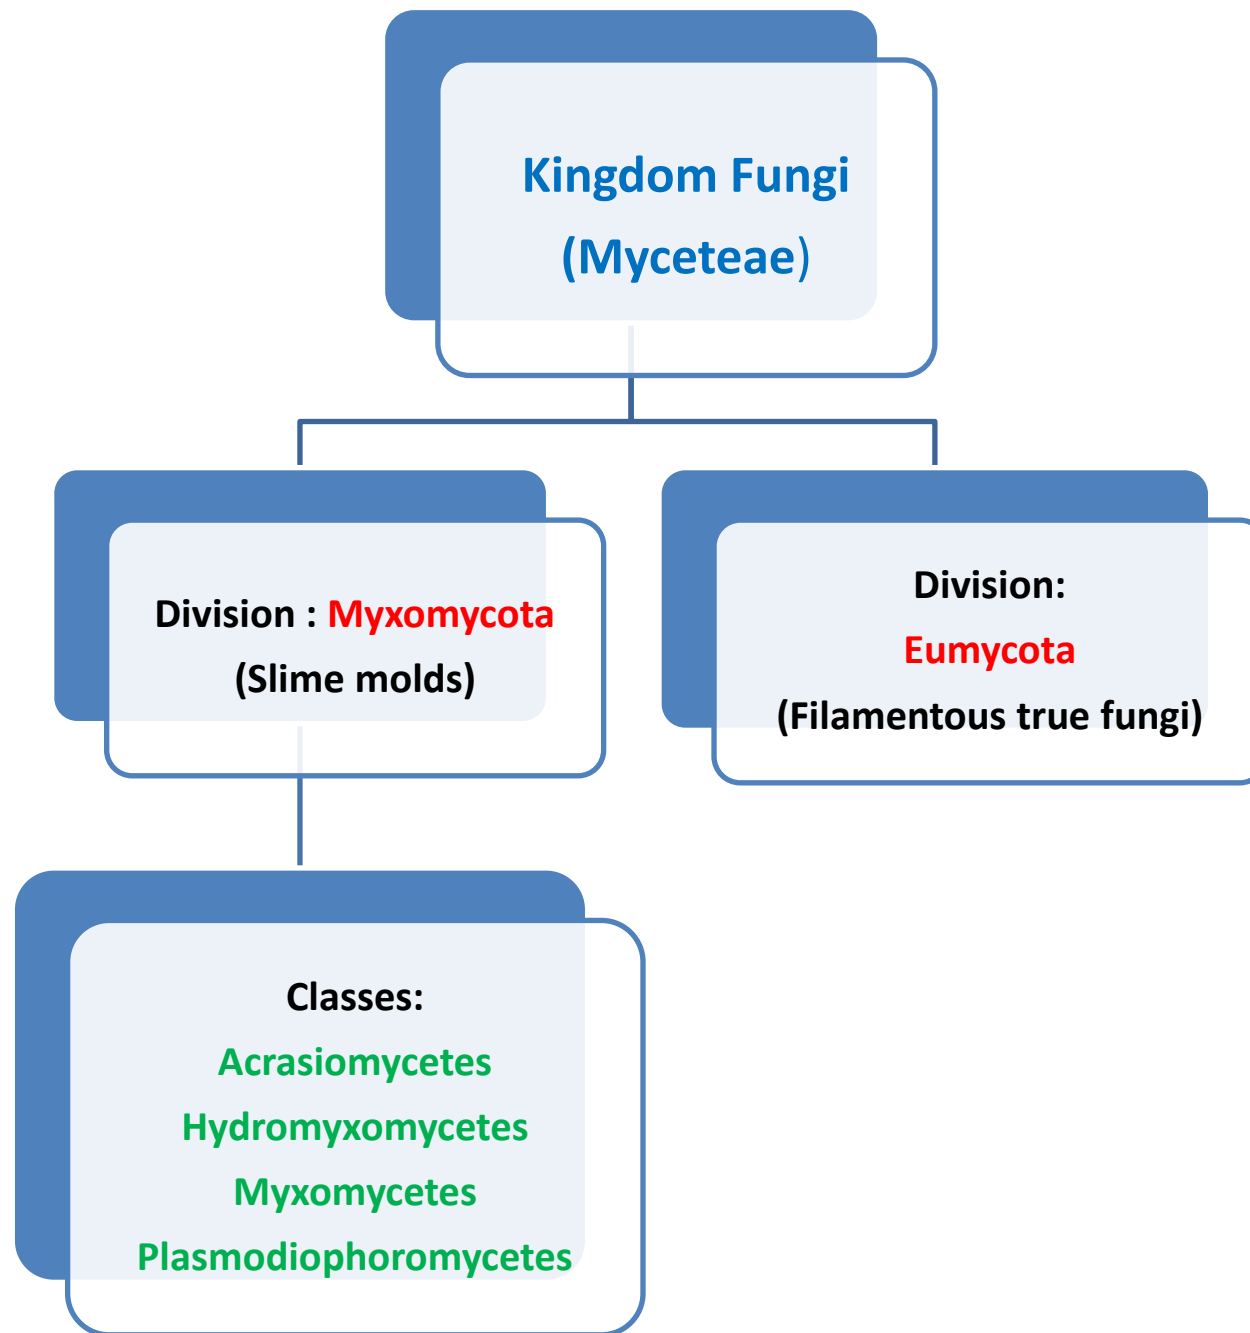 Kingdom Fungi
(Myceteae)
Division : Myxomycota
(Slime molds)
Division:
Eumycota
(Filamentous true fungi)
Classes:
Acrasiomycetes
Hydromyxomycetes
Myxomycetes
Plasmodiophoromycetes